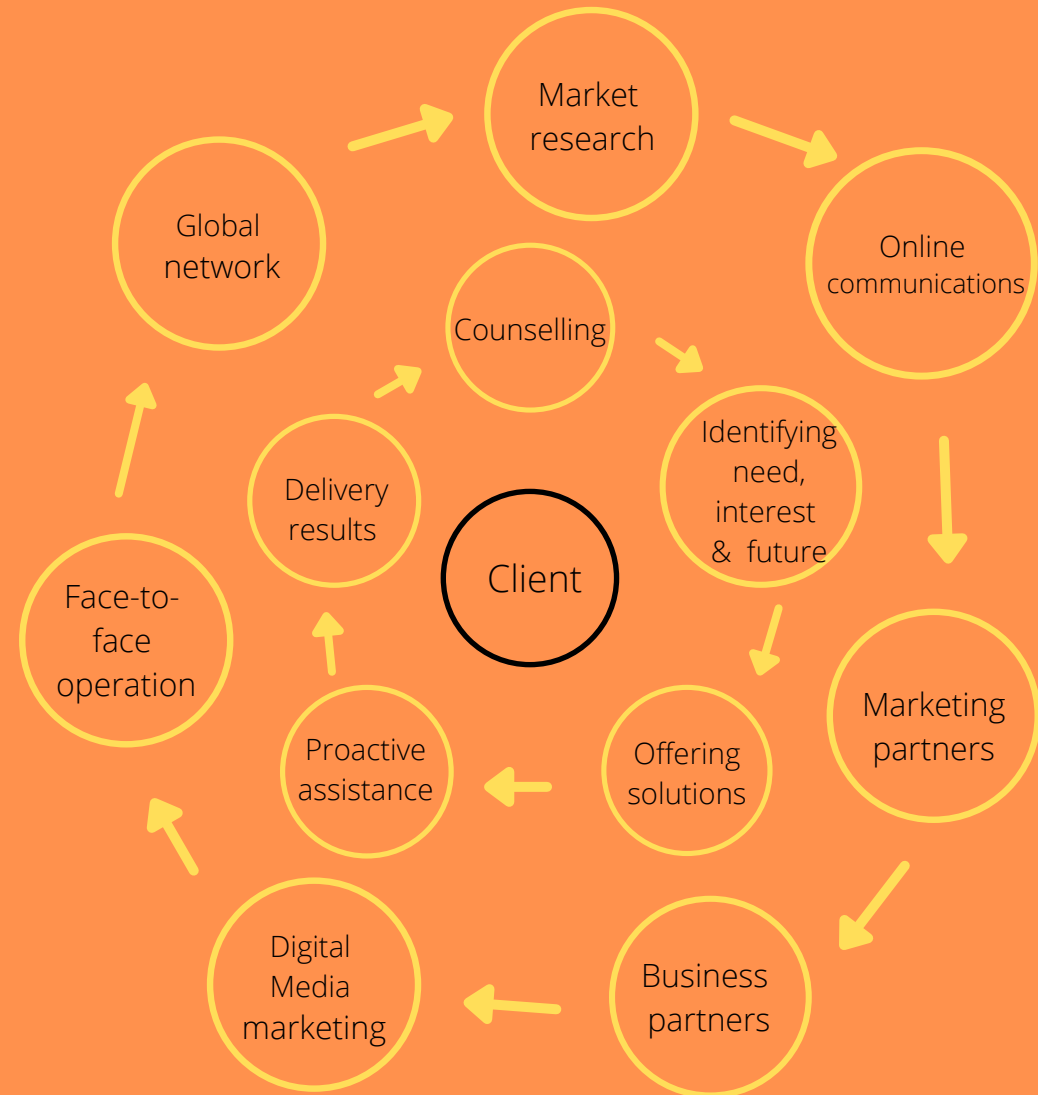 Market
research
Global
network
Online
communications
Counselling
Identifying
need,
interest
& future
Delivery
results
Client
Face-to-
face
operation
Marketing
partners
Proactive
assistance
Offering
solutions
Digital
Media
marketing
Business
partners